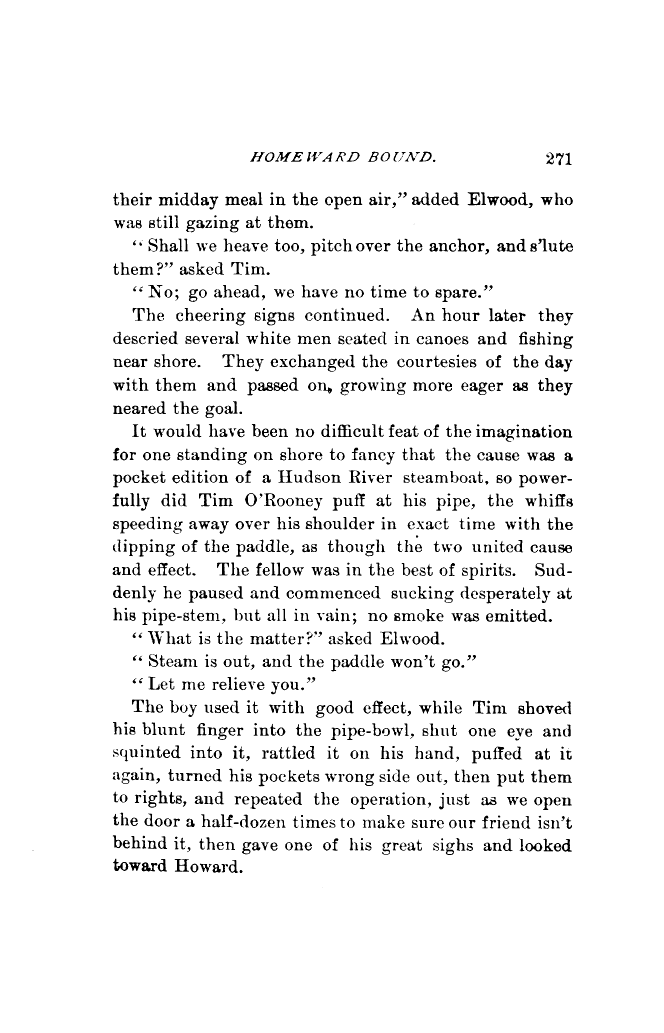 HOMEWARD BOUND. 271
their midday meal in the open air,” added Elwood, who
was still gazing at them.
“Shall we heave too, pitch over the anchor, and s’lute
them?” asked Tim.
“No; go ahead, we have no time to spare.”
The cheering signs continued. An hour later they
descried several white men seated in canoes and fishing
near shore. They exchanged the courtesies of the day
with them and passed on, growing more eager as they
neared the goal.
It would have been no difficult feat of the imagination
for one standing on shore to fancy that the cause was a
pocket edition of a Hudson River steamboat, so power-
fully did Tim O’Rooney puff at his pipe, the whiffs
speeding away over his shoulder in exact time with the
dipping of the paddle, as though the two united cause
and effect. The fellow was in the best of spirits. Sud-
denly he paused and commenced sucking desperately at
his pipe-stem, but all in vain; no smoke was emitted.
“What is the matter?” asked Elwood.
“Steam is out, and the paddle won’t go.”
“Let me relieve you.”
The boy used it with good effect, while Tim shoved
his blunt finger into the pipe-bowl, shut one eye and
squinted into it, rattled it on his hand, puffed at it
again, turned his pockets wrong side out, then put them
to rights, and repeated the operation, just as we open
the door a half-dozen times to make sure our friend isn’t
behind it, then gave one of his great sighs and looked
toward Howard.